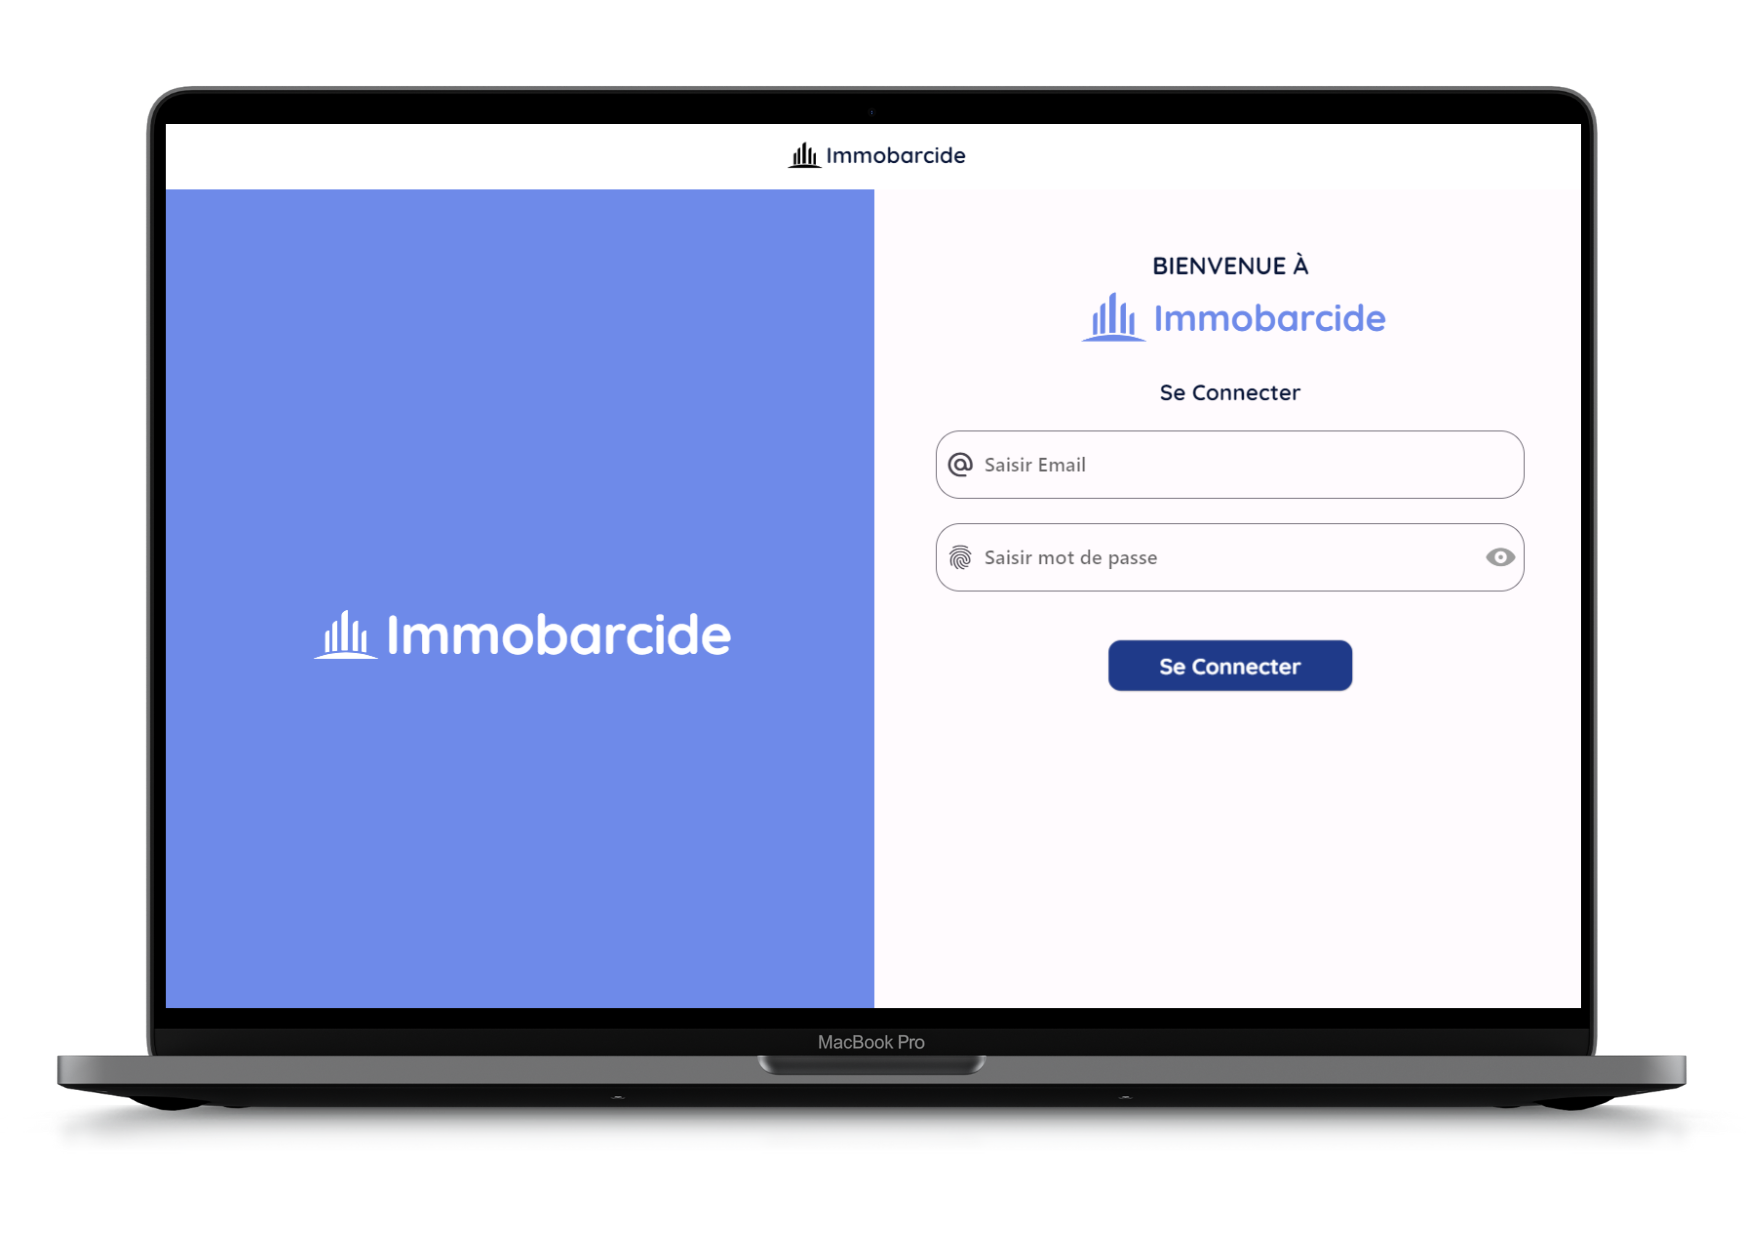 Immobarcide
Immobarcide
BIENVENUE À
Immobarcide
Se Connecter
Saisir Email
Saisir mot de passe
Se Connecter
MacBook Pro